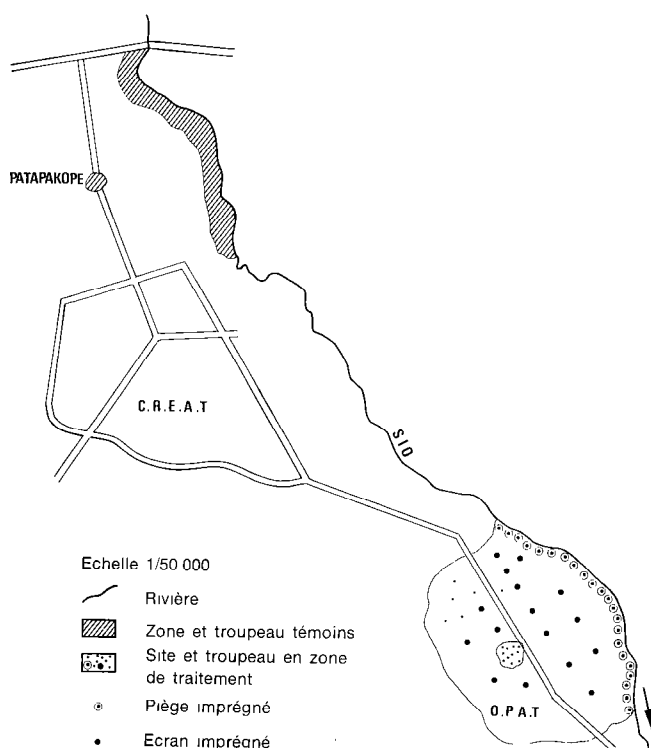 PATAPAKOPE
C.R.E.A.T
SIO
Echelle 1/50 000
Rivière
Zone et troupeau témoins
Site et troupeau en zone
de traitement
Piège imprégné
Ecran imprégné
O.P.A.T